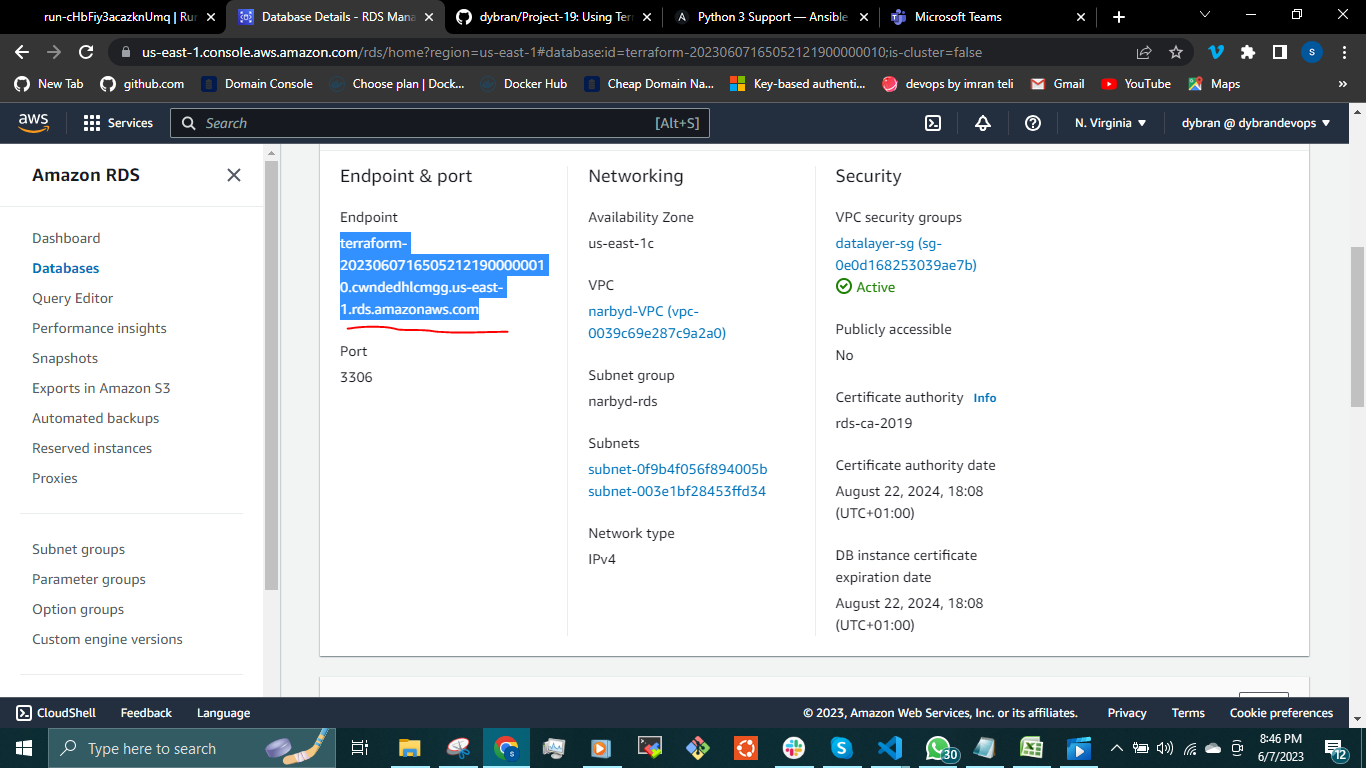 run-cHbFiy3acazknUmq | Rur
Database Details - RDS Mana
dybran/Project-19: Using Terr
Python 3 Support — Ansible
Microsoft Teams
us-east-1.console.aws.amazon.com/rds/home?region=us-east-1#database:id=terraform-20230607165052121900000010;is-cluster=false
S
New Tab
github.com
Domain Console
Choose plan | Dock...
Docker Hub
Cheap Domain Na...
Key-based authenti...
devops by imran teli
Gmail
YouTube
Maps
»
aws
Services
Search
[Alt+S]
N. Virginia
dybran @ dybrandevops
Amazon RDS
Dashboard
Databases
Query Editor
Performance insights
Snapshots
Exports in Amazon S3
Automated backups
Reserved instances
Proxies
Subnet groups
Parameter groups
Option groups
Custom engine versions
Endpoint & port
Endpoint
terraform-
2023060716505212190000001
0.cwndedhlcmgg.us-east-
1.rds.amazonaws.com
Port
3306
Networking
Availability Zone
us-east-1c
VPC
narbyd-VPC (vpc-
0039c69e287c9a2a0)
Subnet group
narbyd-rds
Subnets
subnet-0f9b4f056f894005b
subnet-003e1bf28453ffd34
Network type
IPv4
Security
VPC security groups
datalayer-sg (sg-
0e0d168253039ae7b)
Active
Publicly accessible
No
Certificate authority Info
rds-ca-2019
Certificate authority date
August 22, 2024, 18:08
(UTC+01:00)
DB instance certificate
expiration date
August 22, 2024, 18:08
(UTC+01:00)
CloudShell
Feedback
Language
© 2023, Amazon Web Services, Inc. or its affiliates.
Privacy
Terms
Cookie preferences
Type here to search
30
8:46 PM
6/7/2023
12